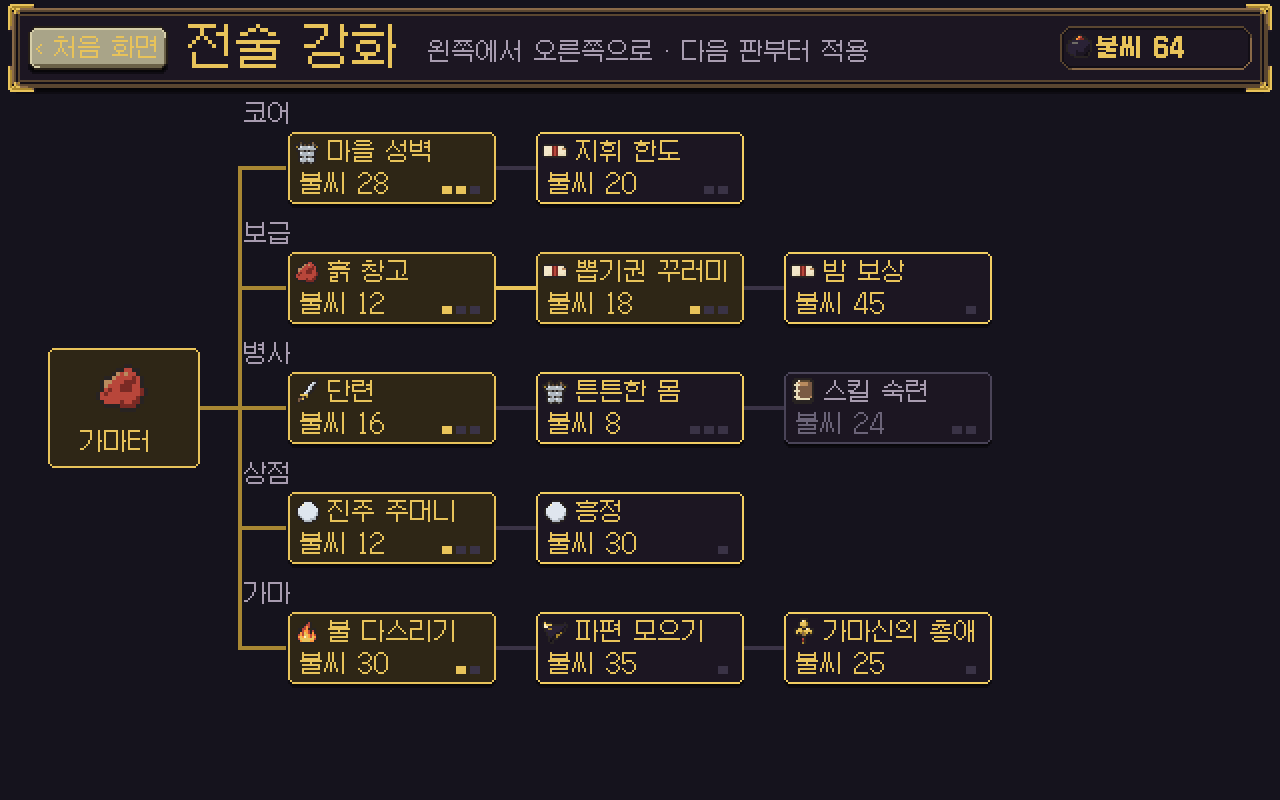 ‹ 처음 화면
전술 강화
왼쪽에서 오른쪽으로 · 다음 판부터 적용
불씨 64
코어
마을 성벽
불씨 28
지휘 한도
불씨 20
보급
흙 창고
불씨 12
뽑기권 꾸러미
불씨 18
밤 보상
불씨 45
병사
단련
불씨 16
튼튼한 몸
불씨 8
스킬 숙련
불씨 24
가마터
상점
진주 주머니
불씨 12
흥정
불씨 30
가마
불 다스리기
불씨 30
파편 모으기
불씨 35
가마신의 총애
불씨 25